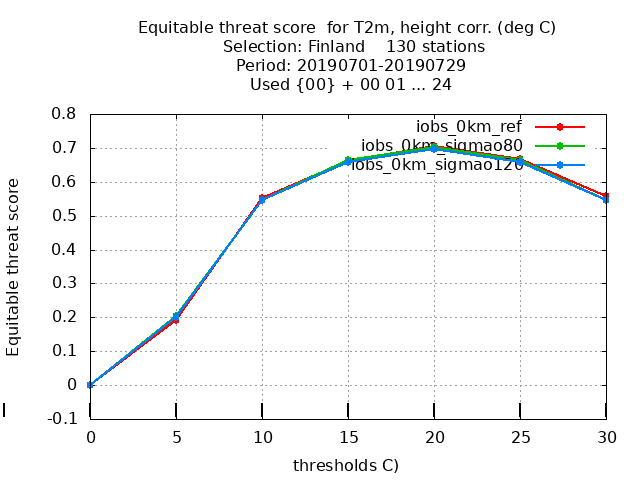 Equitable threat score  for T2m, height corr. (deg C)
Selection: Finland    130 stations
Period: 20190701-20190729
Used {00} + 00 01 ... 24
iobs_0km_ref
iobs_0km_sigmao80
iobs_0km_sigmao120
Equitable threat score
0.8
0.7
0.6
0.5
0.4
0.3
0.2
0.1
0
-0.1
0 5 10 15 20 25 30
thresholds C)